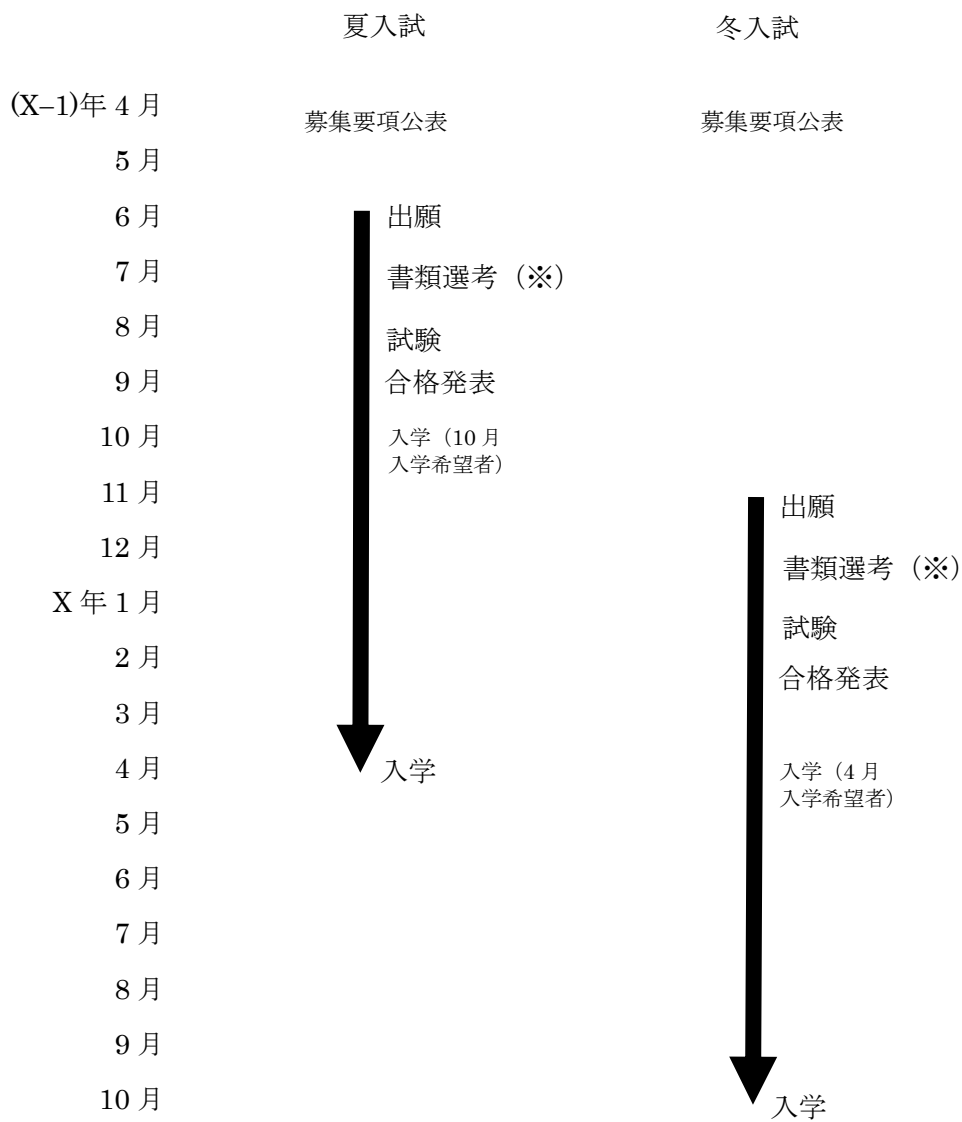 夏入試 冬入試
(X–1)年 4 月
募集要項公表 募集要項公表
5 月
6 月 出願
7 月 書類選考（※）
8 月 試験
9 月 合格発表
10 月 入学（10 月
入学希望者）
11 月 出願
12 月 書類選考（※）
X 年 1 月 試験
2 月 合格発表
3 月
4 月 入学 入学（4 月
入学希望者）
5 月
6 月
7 月
8 月
9 月
10 月 入学